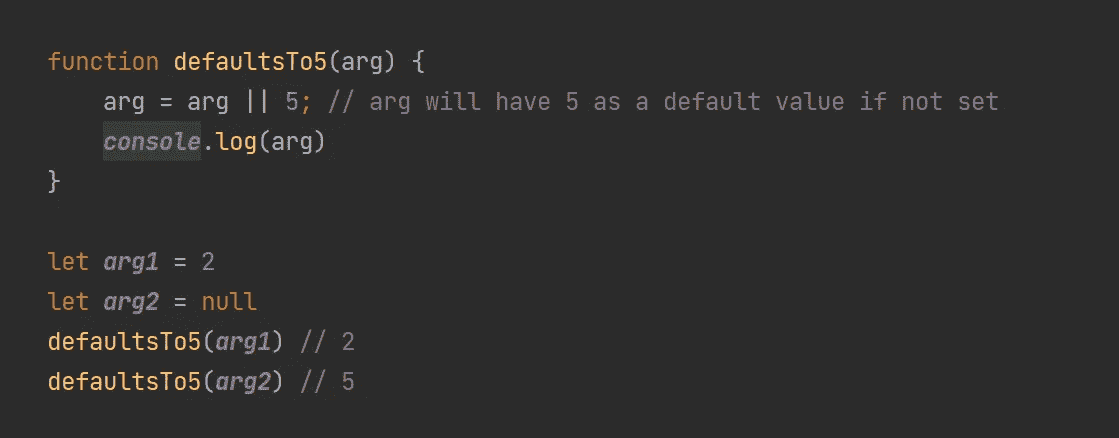 function defaultsTo5(arg) {
    arg = arg || 5; // arg will have 5 as a default value if not set
    console.log(arg)
}

let arg1 = 2
let arg2 = null
defaultsTo5(arg1) // 2
defaultsTo5(arg2) // 5